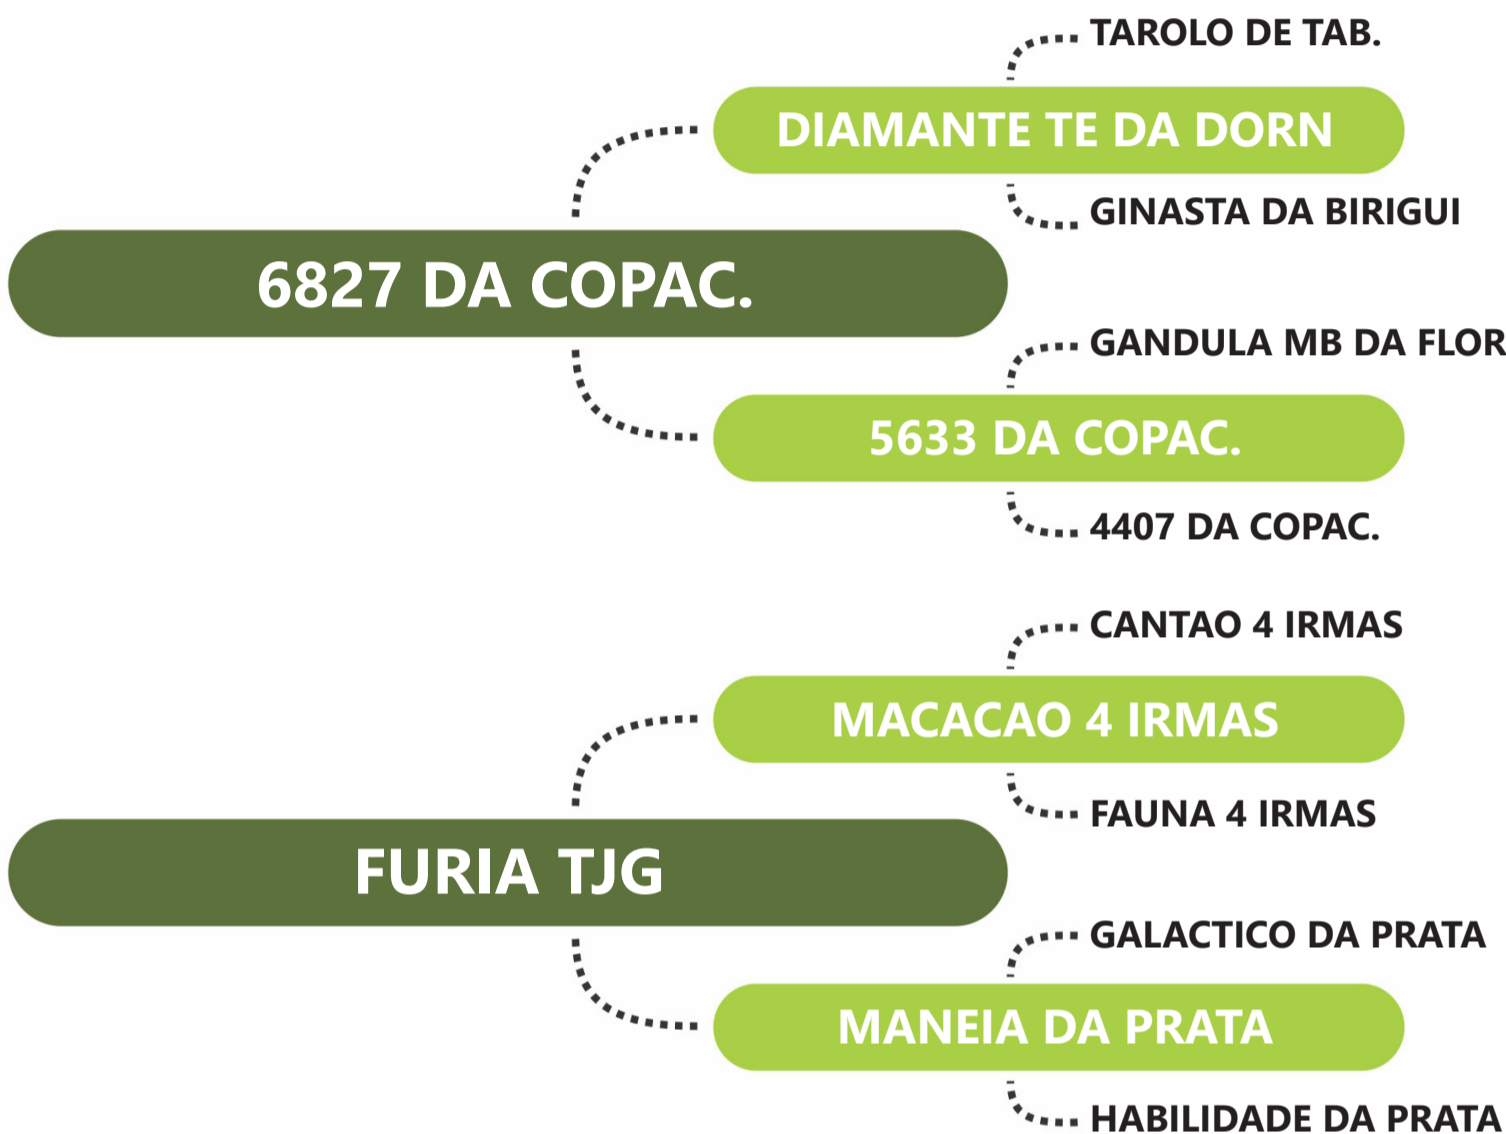 TAROLO DE TAB.
DIAMANTE TE DA DORN
GINASTA DA BIRIGUI
6827 DA COPAC.
GANDULA MB DA FLOR
5633 DA COPAC.
4407 DA COPAC.
CANTAO 4 IRMAS
MACACAO 4 IRMAS
FAUNA 4 IRMAS
FURIA TJG
GALACTICO DA PRATA
MANEIA DA PRATA
HABILIDADE DA PRATA